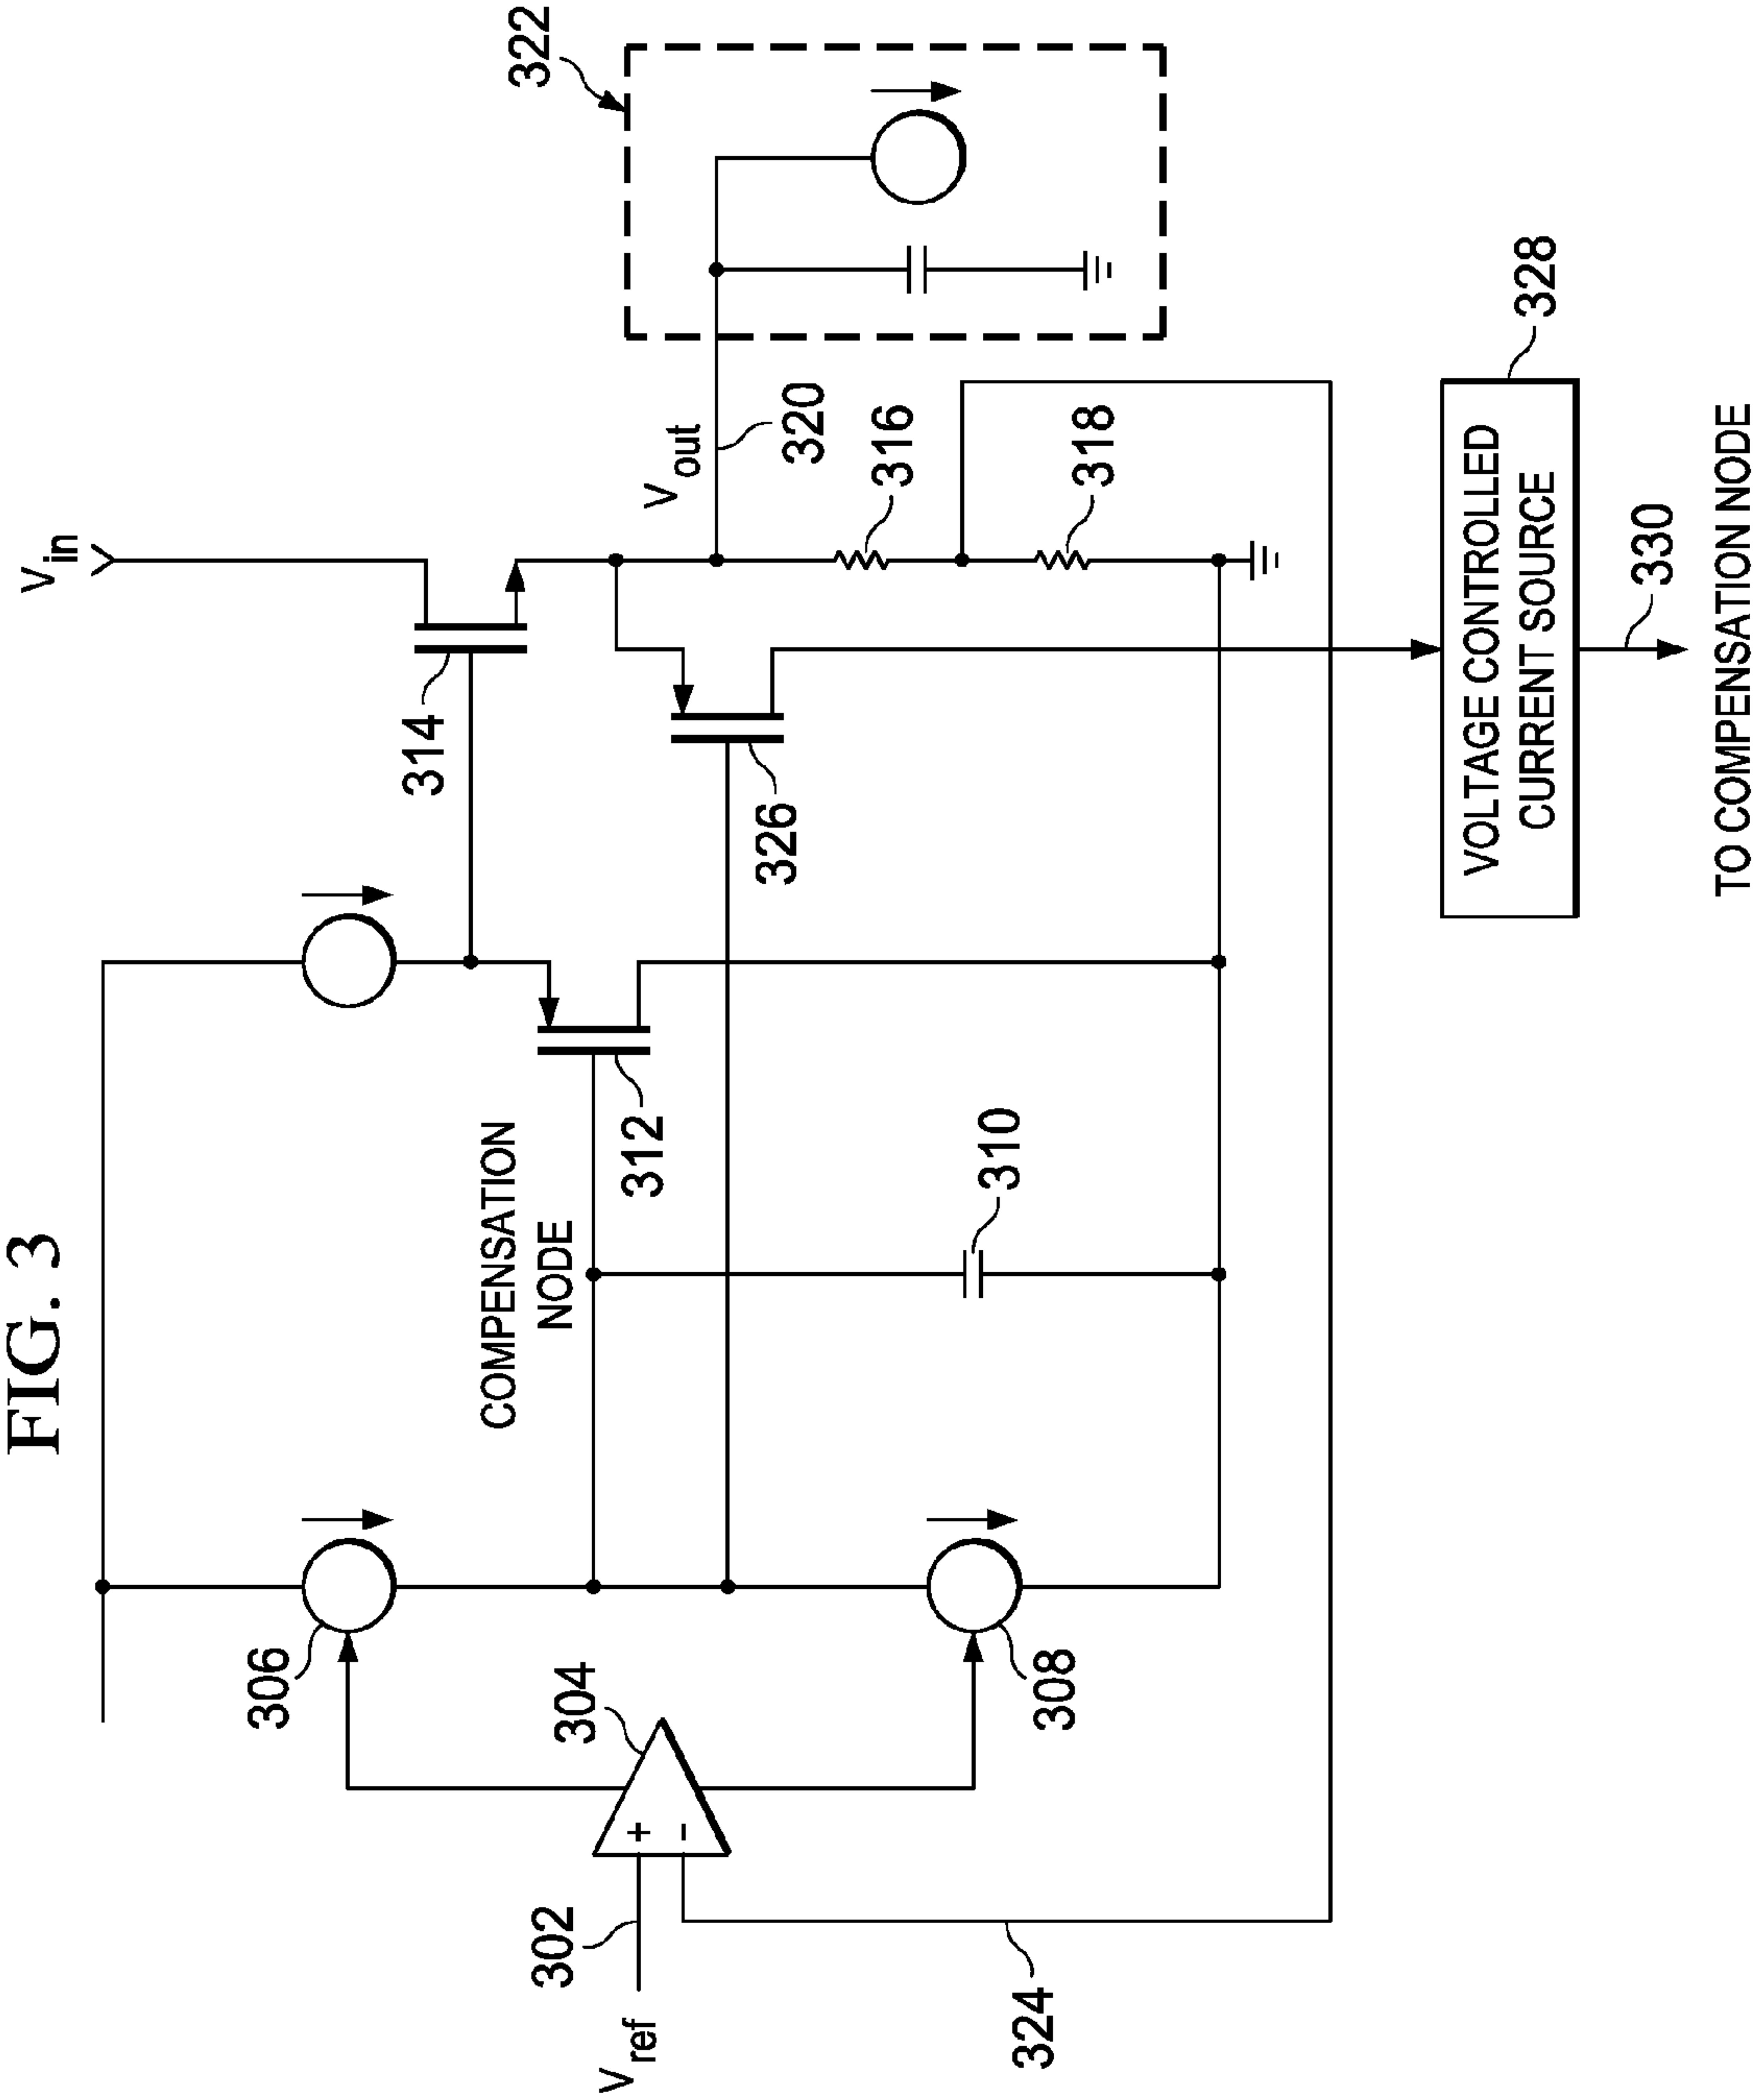 FIG. 3
Vin
322
314
Vout
320
COMPENSATION
NODE
312
326
316
306
304
310
318
302
Vref
+
-
308
324
328
VOLTAGE CONTROLLED
CURRENT SOURCE
330
TO COMPENSATION NODE